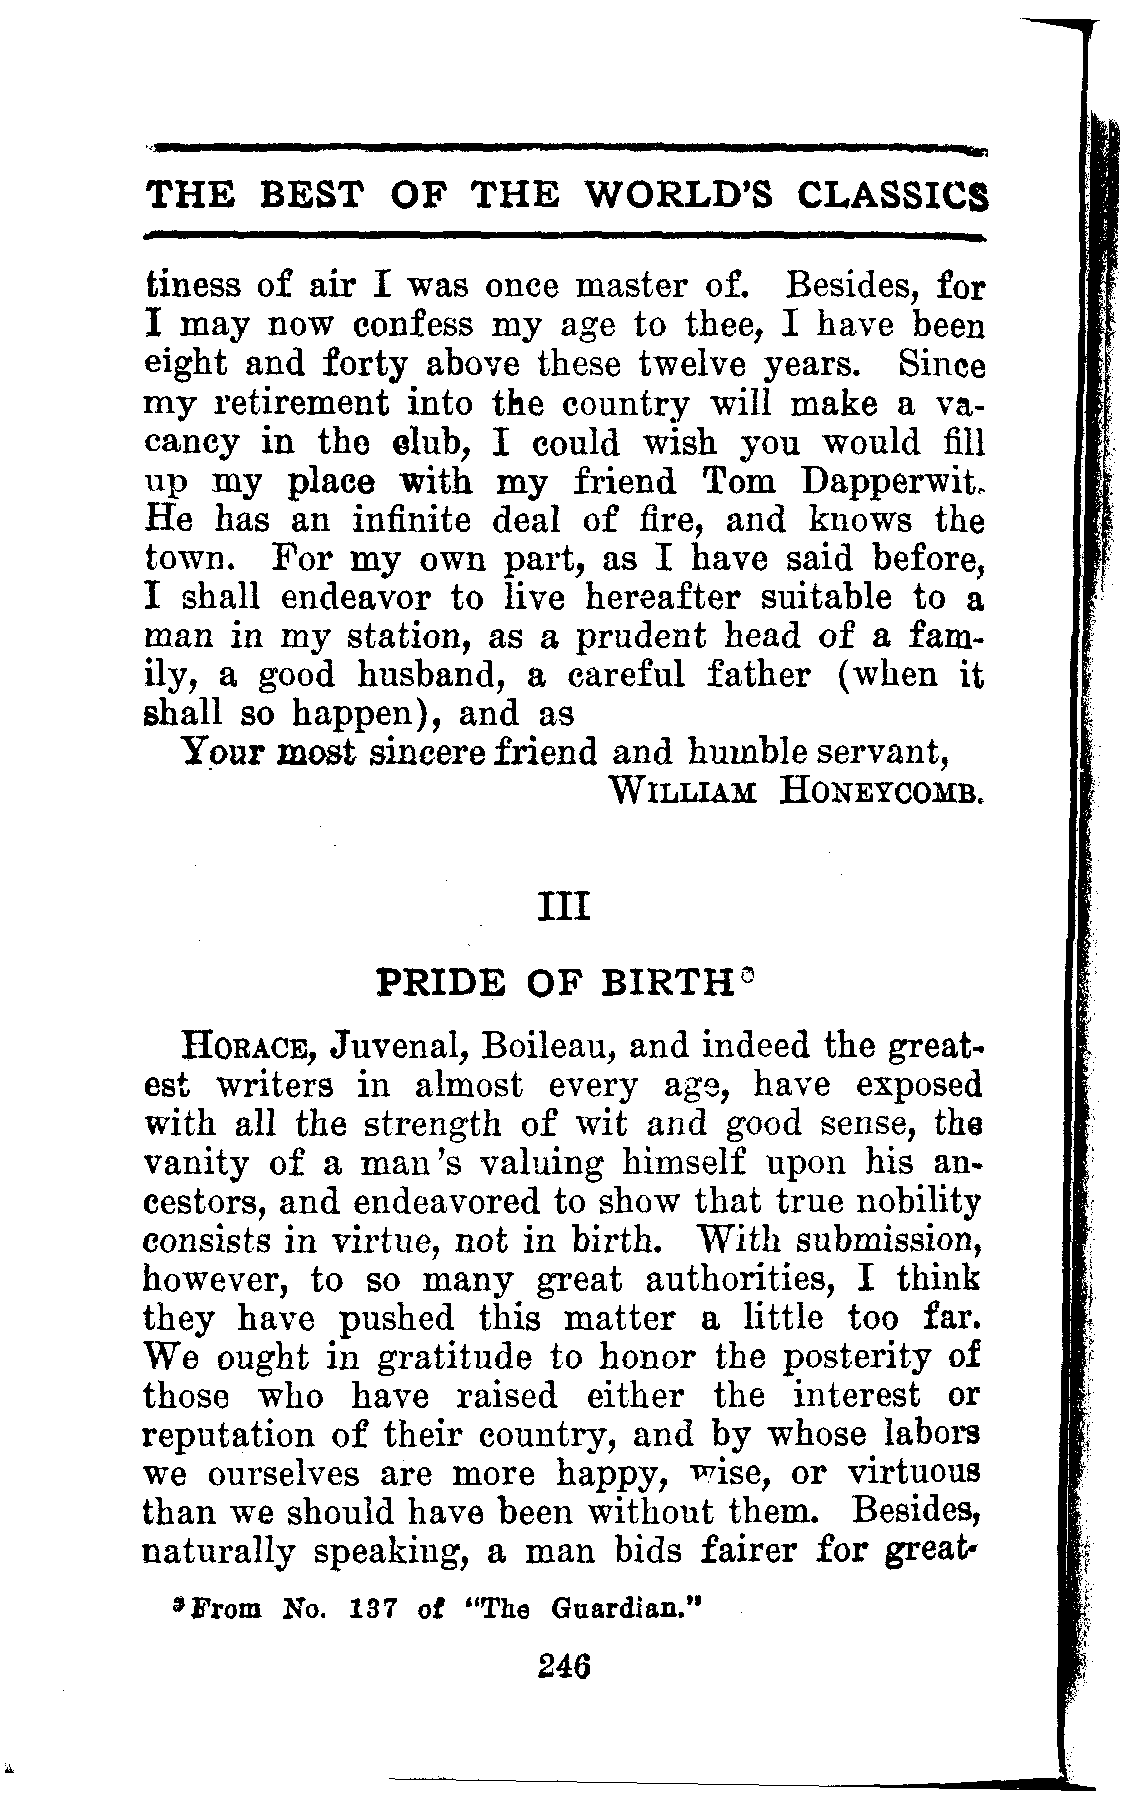 THE BEST OF THE WORLD'S CLASSICS
tiness of air I was once master of. Besides, for
I may now confess my age to thee, I have been
eight and forty above these twelve years. Since
my retirement into the country will make a va-
cancy in the club, I could wish you would fill
up my place with my friend Tom Dapperwit.
He has an infinite deal of fire, and knows the
town. For my own part, as I have said before,
I shall endeavor to live hereafter suitable to a
man in my station, as a prudent head of a fam-
ily, a good husband, a careful father (when it
shall so happen), and as
Your most sincere friend and humble servant,
WILLIAM HONEYCOMB.
III
PRIDE OF BIRTH³
HORACE, Juvenal, Boileau, and indeed the great-
est writers in almost every age, have exposed
with all the strength of wit and good sense, the
vanity of a man's valuing himself upon his an-
cestors, and endeavored to show that true nobility
consists in virtue, not in birth. With submission,
however, to so many great authorities, I think
they have pushed this matter a little too far.
We ought in gratitude to honor the posterity of
those who have raised either the interest or
reputation of their country, and by whose labors
we ourselves are more happy, wise, or virtuous
than we should have been without them. Besides,
naturally speaking, a man bids fairer for great-
³ From No. 137 of "The Guardian."
246